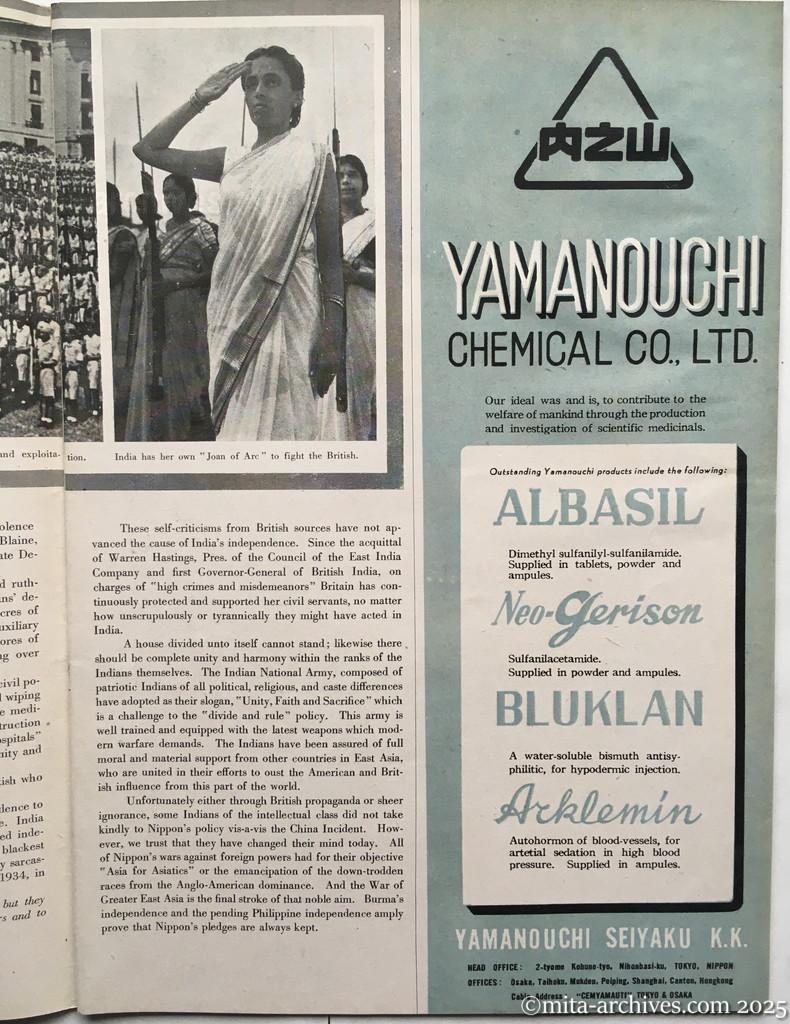 and exploita-
tion.
India has her own "Joan of Arc" to fight the British.
olence
Blaine,
ate De-
d ruth-
ns' de-
cres of
uxiliary
ores of
ng over
civil po-
l wiping
e medi-
truction
ospitals"
nity and
ish who
dence to
e. India
ed inde-
blackest
y sarcas-
1934, in
but they
rs and to
These self-criticisms from British sources have not ap-
vanced the cause of India's independence. Since the acquittal
of Warren Hastings, Pres. of the Council of the East India
Company and first Governor-General of British India, on
charges of "high crimes and misdemeanors" Britain has con-
tinuously protected and supported her civil servants, no matter
how unscrupulously or tyrannically they might have acted in
India.
A house divided unto itself cannot stand; likewise there
should be complete unity and harmony within the ranks of the
Indians themselves. The Indian National Army, composed of
patriotic Indians of all political, religious, and caste differences
have adopted as their slogan, "Unity, Faith and Sacrifice" which
is a challenge to the "divide and rule" policy. This army is
well trained and equipped with the latest weapons which mod-
ern warfare demands. The Indians have been assured of full
moral and material support from other countries in East Asia,
who are united in their efforts to oust the American and Brit-
ish influence from this part of the world.
Unfortunately either through British propaganda or sheer
ignorance, some Indians of the intellectual class did not take
kindly to Nippon's policy vis-a-vis the China Incident. How-
ever, we trust that they have changed their mind today. All
of Nippon's wars against foreign powers had for their objective
"Asia for Asiatics" or the emancipation of the down-trodden
races from the Anglo-American dominance. And the War of
Greater East Asia is the final stroke of that noble aim. Burma's
independence and the pending Philippine independence amply
prove that Nippon's pledges are always kept.
内之山
YAMANOUCHI
CHEMICAL CO., LTD.
Our ideal was and is, to contribute to the
welfare of mankind through the production
and investigation of scientific medicinals.
Outstanding Yamanouchi products include the following:
ALBASIL
Dimethyl sulfanilyl-sulfanilamide.
Supplied in tablets, powder and
ampules.
Neo-Gerison
Sulfanilacetamide.
Supplied in powder and ampules.
BLUKLAN
A water-soluble bismuth antisy-
philitic, for hypodermic injection.
Acklemin
Autohormon of blood-vessels, for
artetial sedation in high blood
pressure. Supplied in ampules.
YAMANOUCHI SEIYAKU K.K.
HEAD OFFICE: 2-tyome Kobuna-tyo, Nihonbasi-ku, TOKYO, NIPPON
OFFICES: Osaka, Taihoku, Mukden, Peiping, Shanghai, Canton, Hongkong
Cable Address: "CEMYAMAUTI" TOKYO & OSAKA
©mita-archives.com 2025